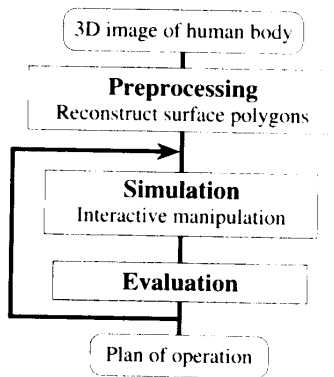 3D image of human body
Preprocessing
Reconstruct surface polygons
Simulation
Interactive manipulation
Evaluation
Plan of operation